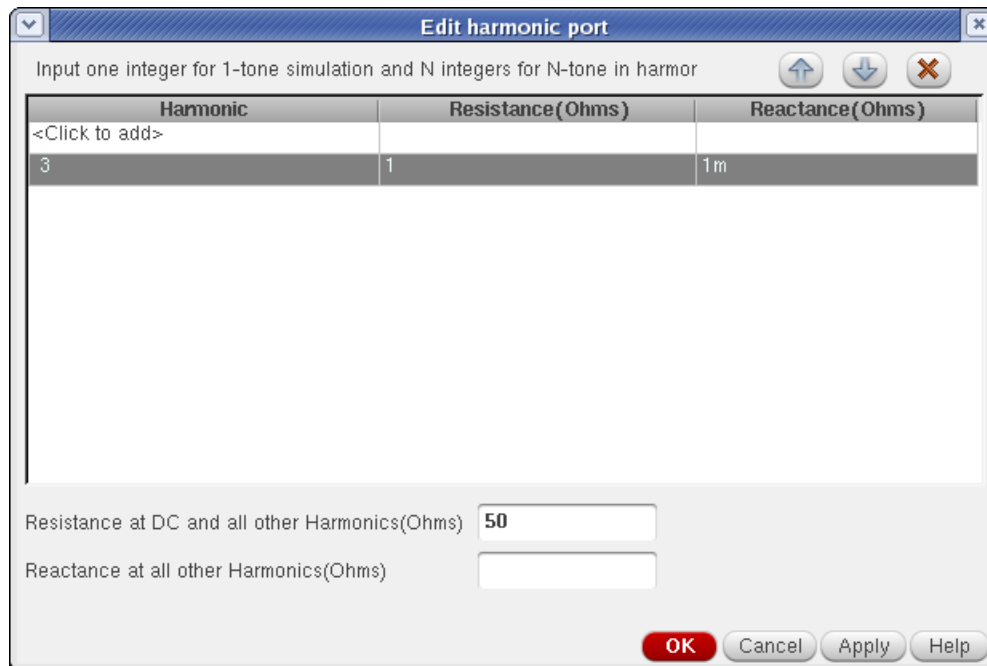 Edit harmonic port
Input one integer for 1-tone simulation and N integers for N-tone in harmor
Harmonic Resistance(Ohms) Reactance(Ohms)
<Click to add>
3 1 1m
Resistance at DC and all other Harmonics(Ohms) 50
Reactance at all other Harmonics(Ohms)
OK Cancel Apply Help